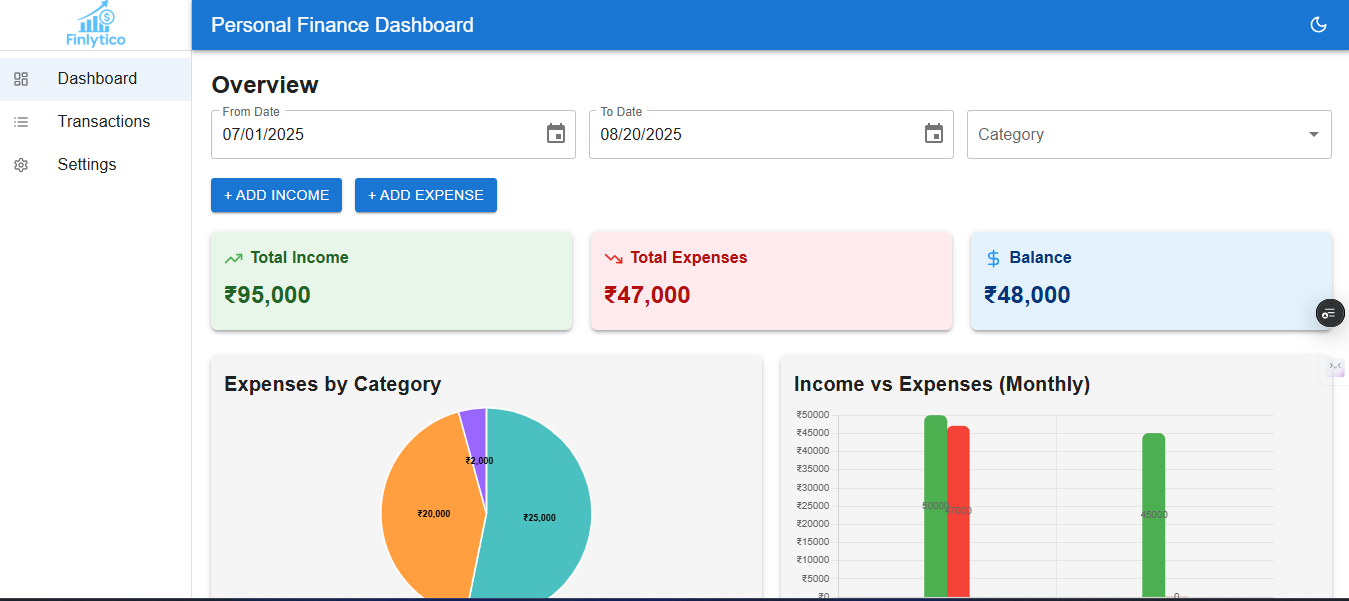 Finlytico
Personal Finance Dashboard
Dashboard
Transactions
Settings
Overview
From Date
07/01/2025
To Date
08/20/2025
Category
+ ADD INCOME
+ ADD EXPENSE
Total Income
₹95,000
Total Expenses
₹47,000
$ Balance
₹48,000
Expenses by Category
₹2,000
₹20,000
₹25,000
Income vs Expenses (Monthly)
₹50000
₹45000
₹40000
₹35000
₹30000
₹25000
₹20000
₹15000
₹10000
₹5000
₹0
50000
47000
45000
0